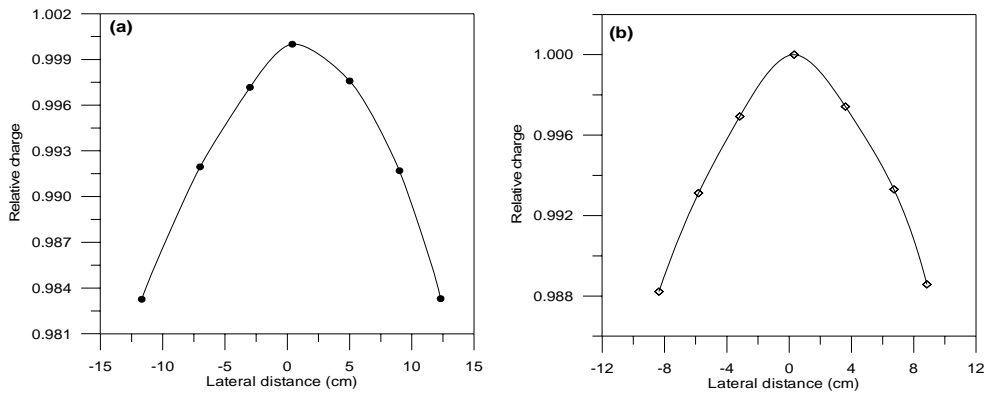 (a)
Relative charge
1.002
0.999
0.996
0.993
0.990
0.987
0.984
0.981
-15 -10 -5 0 5 10 15
Lateral distance (cm)
(b)
Relative charge
1.000
0.996
0.992
0.988
-12 -8 -4 0 4 8 12
Lateral distance (cm)